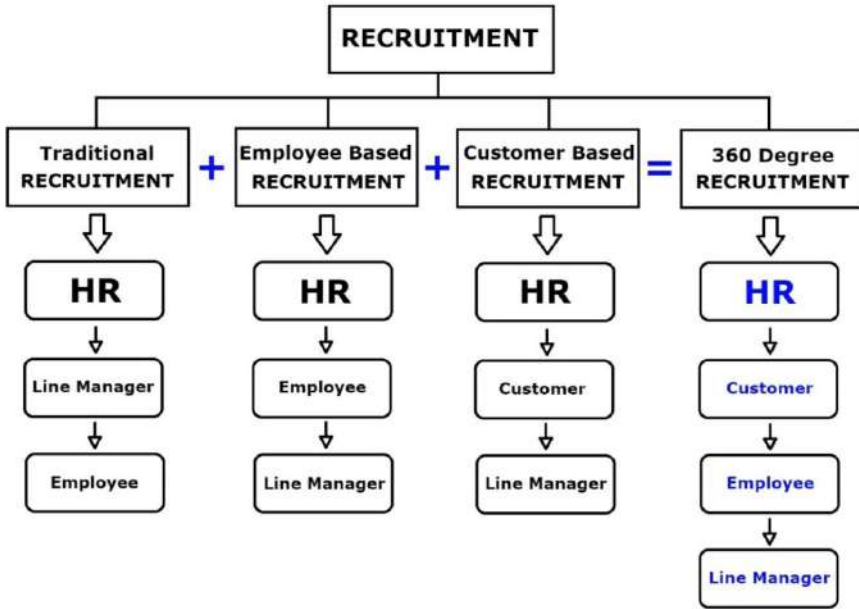 RECRUITMENT
Traditional
RECRUITMENT
+
Employee Based
RECRUITMENT
+
Customer Based
RECRUITMENT
=
360 Degree
RECRUITMENT
HR
Line Manager
Employee
HR
Employee
Line Manager
HR
Customer
Line Manager
HR
Customer
Employee
Line Manager